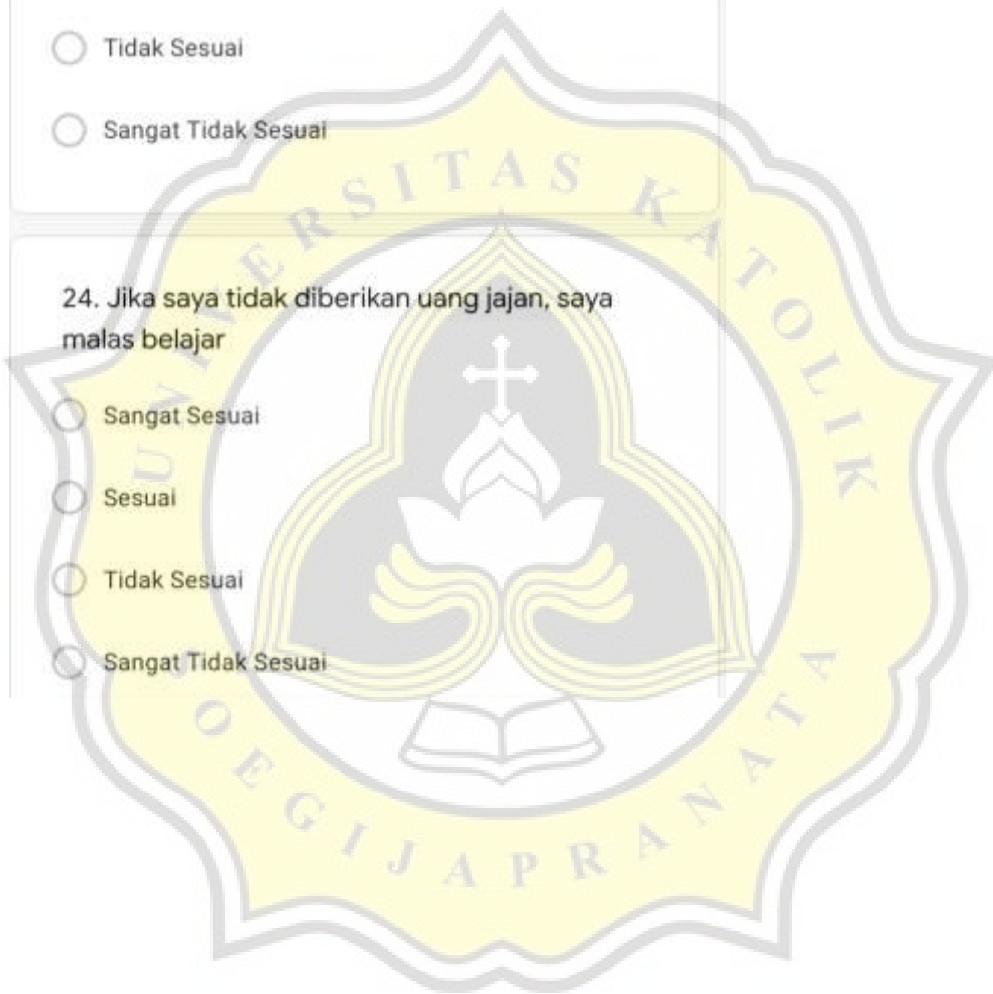 Tidak Sesuai
Sangat Tidak Sesuai
UNIVERSITAS KATOLIK
24. Jika saya tidak diberikan uang jajan, saya
malas belajar
Sangat Sesuai
Sesuai
Tidak Sesuai
Sangat Tidak Sesuai
SOEGIJAPRANATA